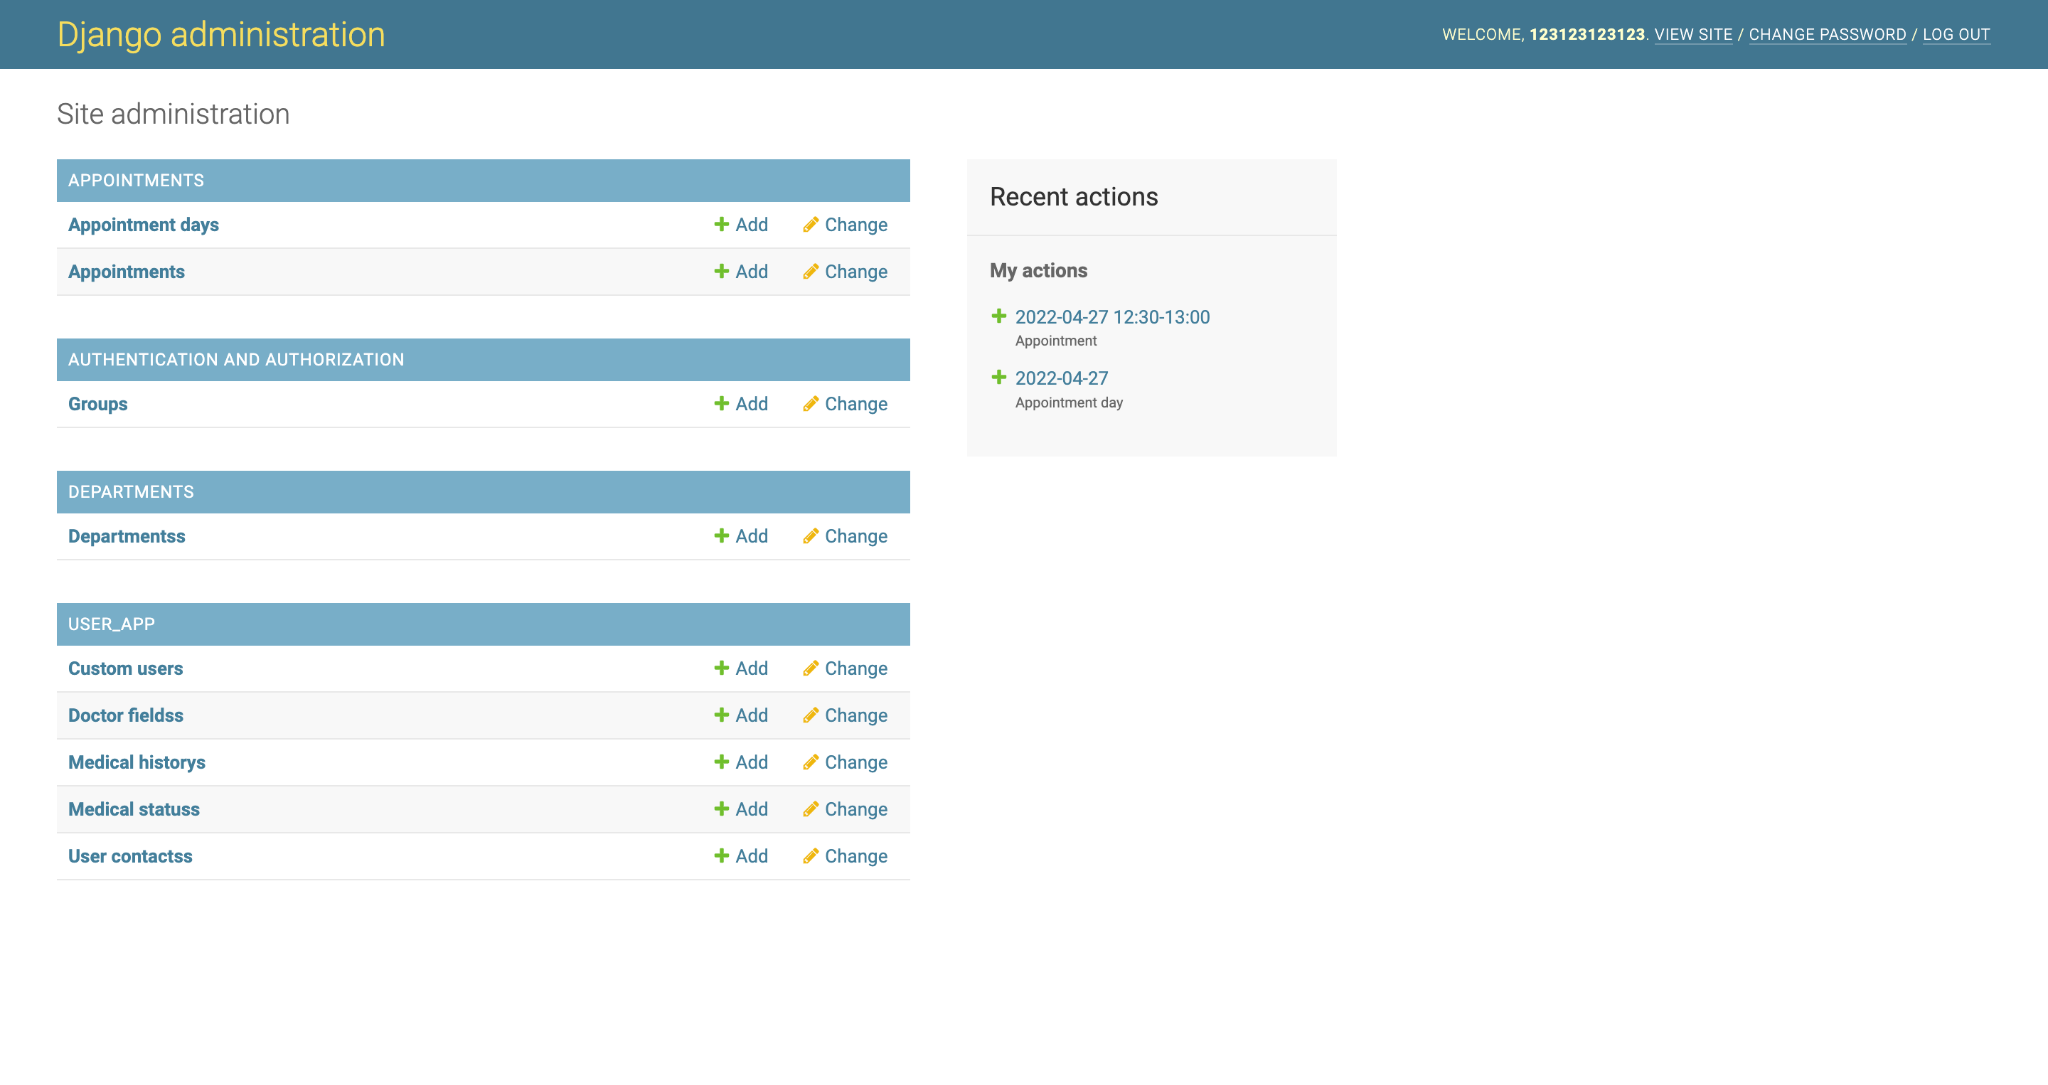 Django administration
WELCOME, 123123123123. VIEW SITE / CHANGE PASSWORD / LOG OUT
Site administration
APPOINTMENTS
Appointment days Add Change
Appointments Add Change
AUTHENTICATION AND AUTHORIZATION
Groups Add Change
DEPARTMENTS
Departmentss Add Change
USER_APP
Custom users Add Change
Doctor fieldss Add Change
Medical historys Add Change
Medical statuss Add Change
User contactss Add Change
Recent actions
My actions
2022-04-27 12:30-13:00
Appointment
2022-04-27
Appointment day